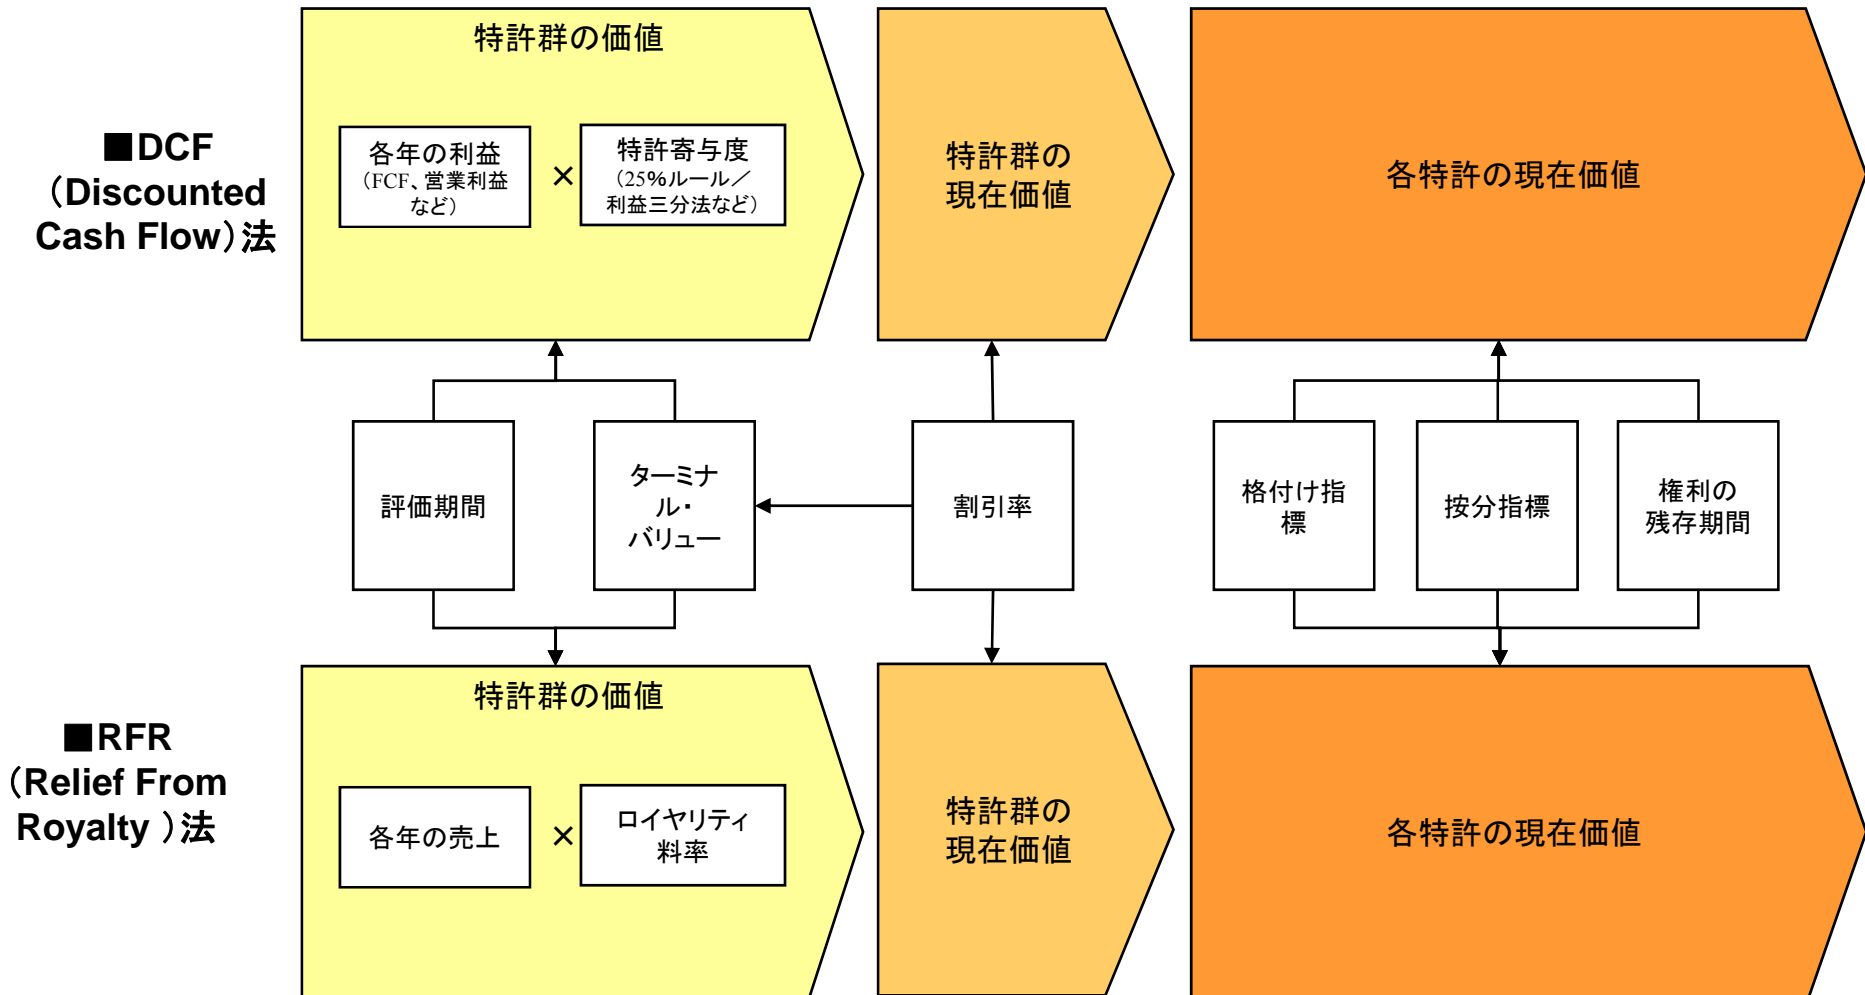 ■DCF
（Discounted
Cash Flow）法
特許群の価値
各年の利益
（FCF、営業利益
など）
×
特許寄与度
（25%ルール／
利益三分法など）
特許群の
現在価値
各特許の現在価値
評価期間
ターミナ
ル・
バリュー
割引率
格付け指
標
按分指標
権利の
残存期間
■RFR
（Relief From
Royalty ）法
特許群の価値
各年の売上
×
ロイヤリティ
料率
特許群の
現在価値
各特許の現在価値